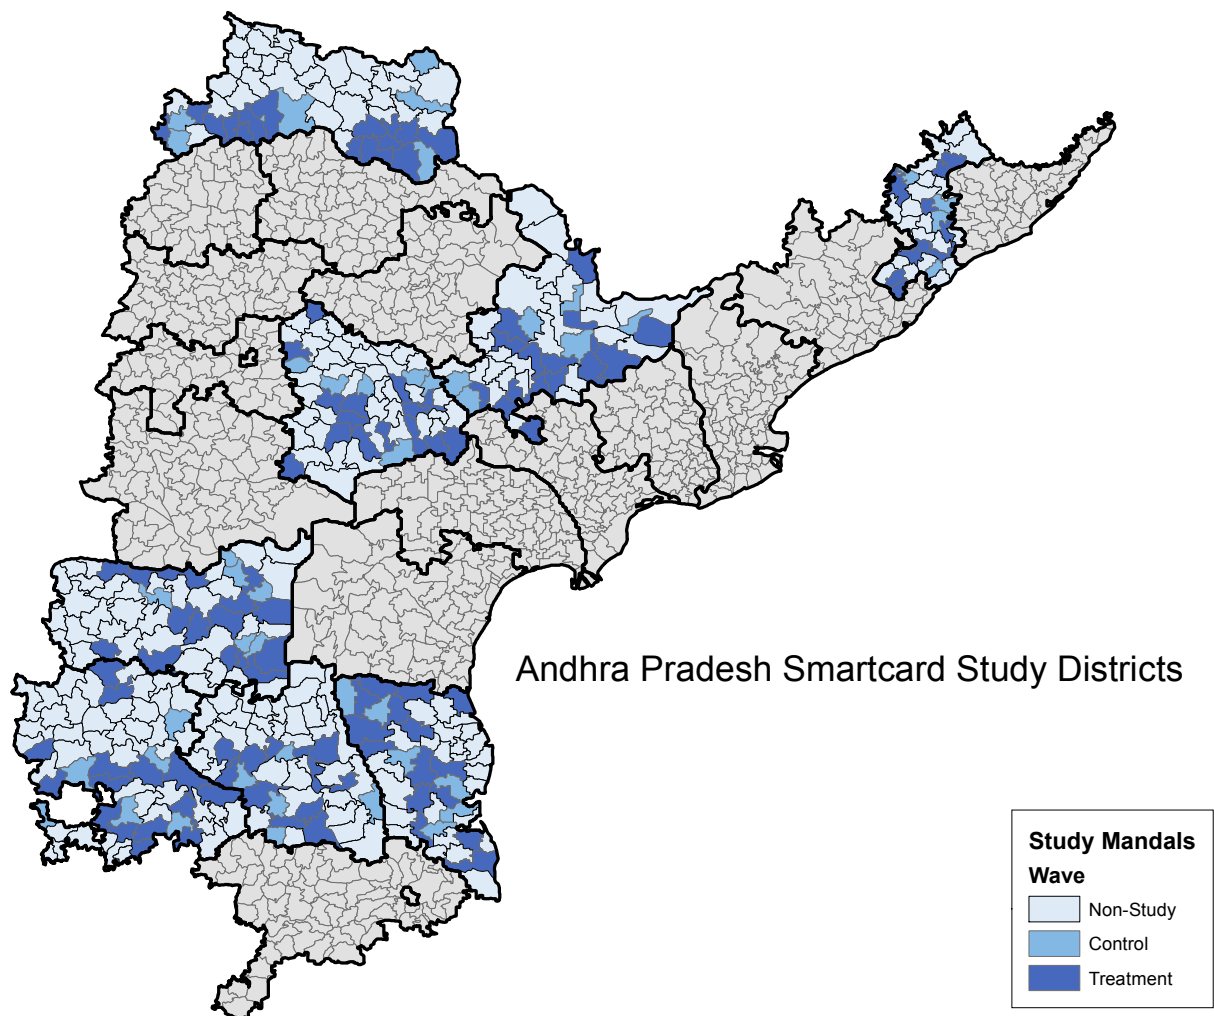 Andhra Pradesh Smartcard Study Districts
Study Mandals
Wave
Non-Study
Control
Treatment